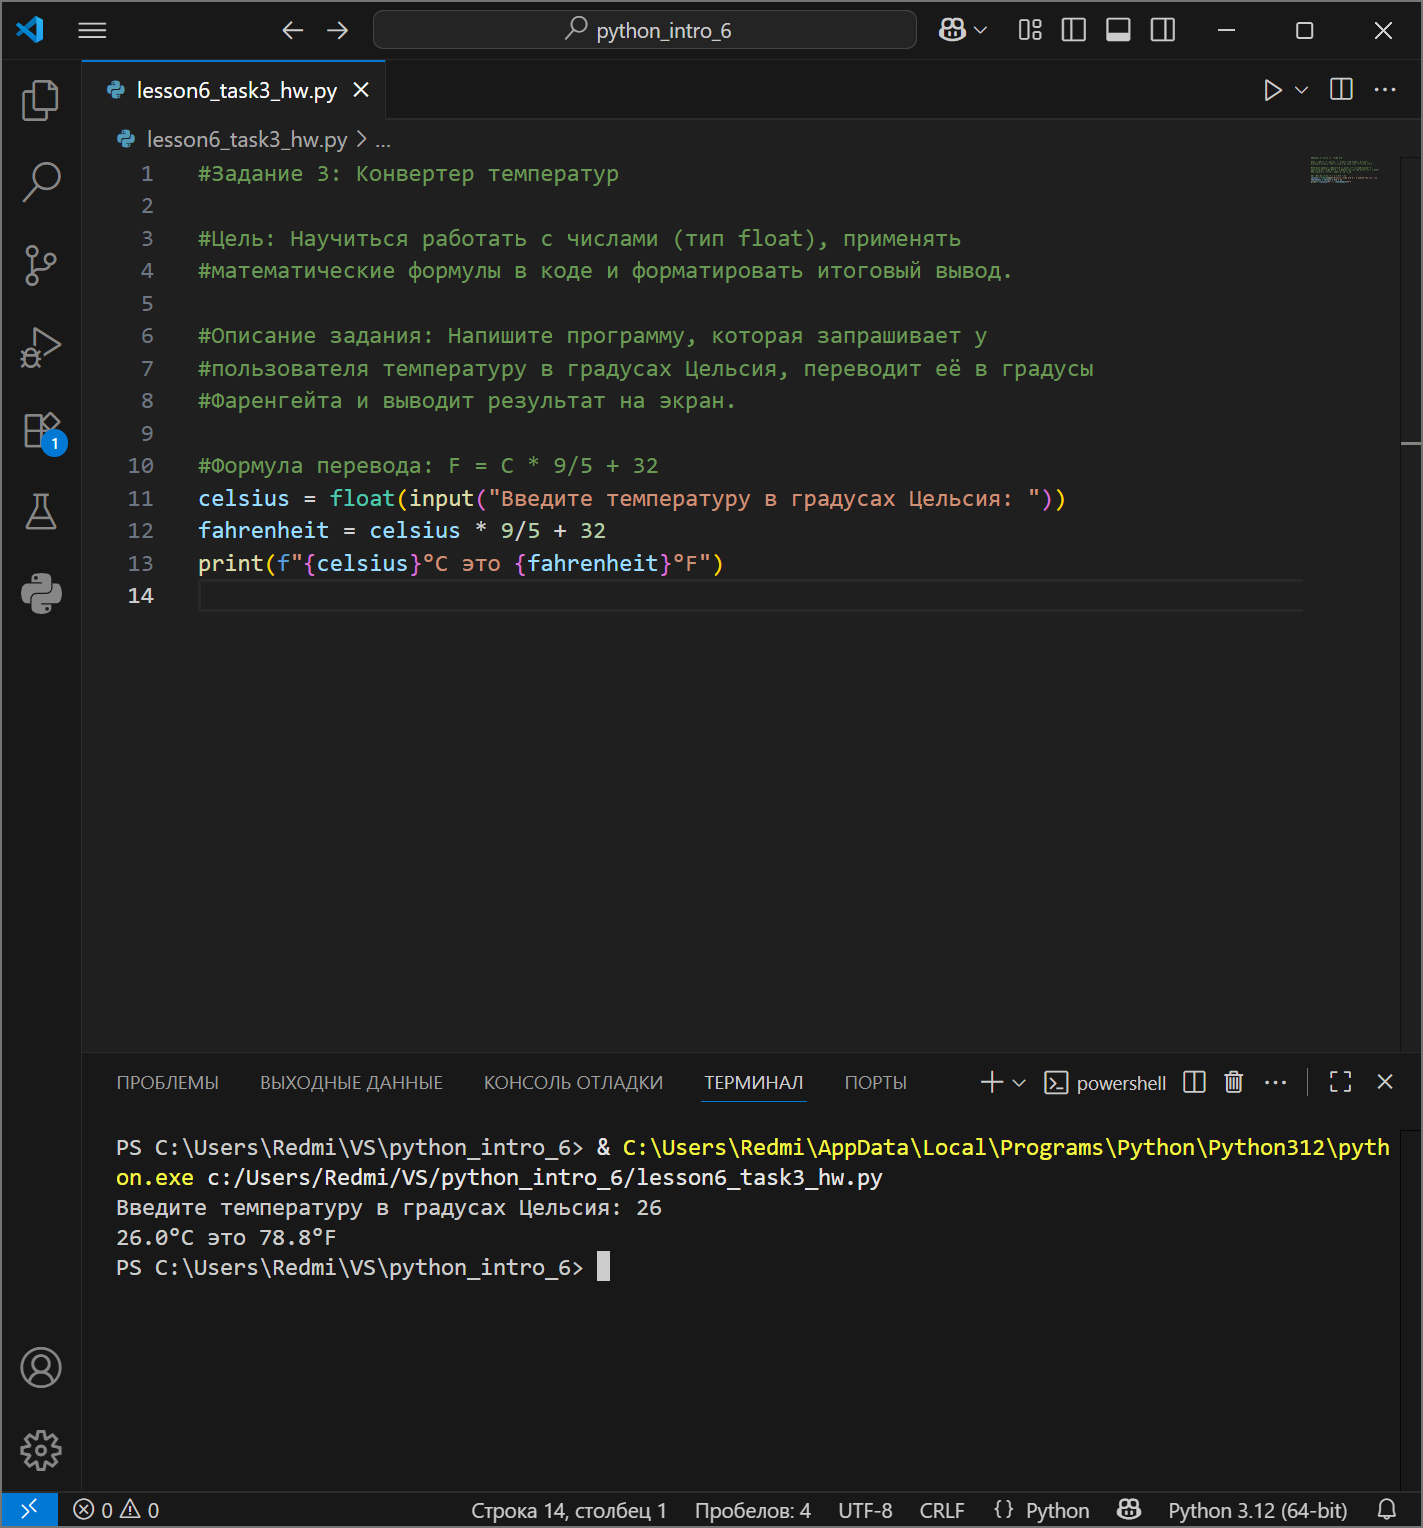 python_intro_6
lesson6_task3_hw.py
lesson6_task3_hw.py > ...
1 #Задание 3: Конвертер температур
2
3 #Цель: Научиться работать с числами (тип float), применять
4 #математические формулы в коде и форматировать итоговый вывод.
5
6 #Описание задания: Напишите программу, которая запрашивает у
7 #пользователя температуру в градусах Цельсия, переводит её в градусы
8 #Фаренгейта и выводит результат на экран.
9
10 #Формула перевода: F = C * 9/5 + 32
11 celsius = float(input("Введите температуру в градусах Цельсия: "))
12 fahrenheit = celsius * 9/5 + 32
13 print(f"{celsius}°C это {fahrenheit}°F")
14
1
ПРОБЛЕМЫ ВЫХОДНЫЕ ДАННЫЕ КОНСОЛЬ ОТЛАДКИ ТЕРМИНАЛ ПОРТЫ powershell
PS C:\Users\Redmi\VS\python_intro_6> & C:\Users\Redmi\AppData\Local\Programs\Python\Python312\pyth
on.exe c:/Users/Redmi/VS/python_intro_6/lesson6_task3_hw.py
Введите температуру в градусах Цельсия: 26
26.0°C это 78.8°F
PS C:\Users\Redmi\VS\python_intro_6>
0 0 Строка 14, столбец 1 Пробелов: 4 UTF-8 CRLF {} Python Python 3.12 (64-bit)